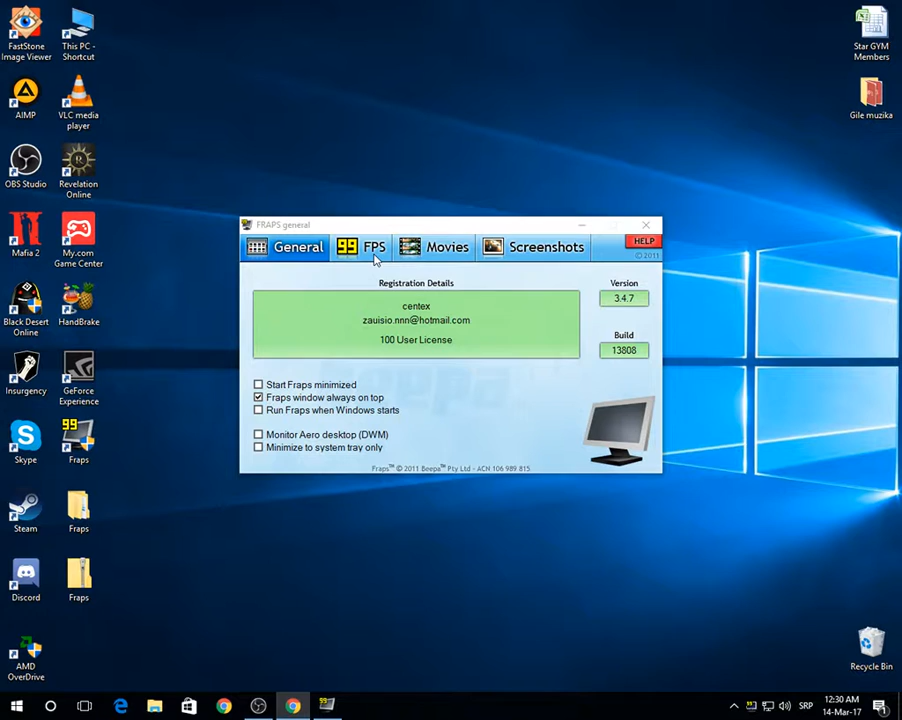 FastStone
Image Viewer
This PC -
Shortcut
Star GYM
Members
AIMP
VLC media
player
Gile muzika
OBS Studio
Revelation
Online
Mafia 2
My.com
Game Center
Black Desert
Online
HandBrake
Insurgency
GeForce
Experience
Skype
99
Fraps
Steam
Fraps
Discord
Fraps
AMD
OverDrive
Recycle Bin
99
FRAPS general
General
99 FPS
Movies
Screenshots
HELP
© 2011
Registration Details
centex
zauisio.nnn@hotmail.com
100 User License
Version
3.4.7
Build
13808
Start Fraps minimized
Fraps window always on top
Run Fraps when Windows starts
Monitor Aero desktop (DWM)
Minimize to system tray only
Fraps™ © 2011 Beepa™ Pty Ltd - ACN 106 989 815.
99
SRP
12:30 AM
14-Mar-17
1